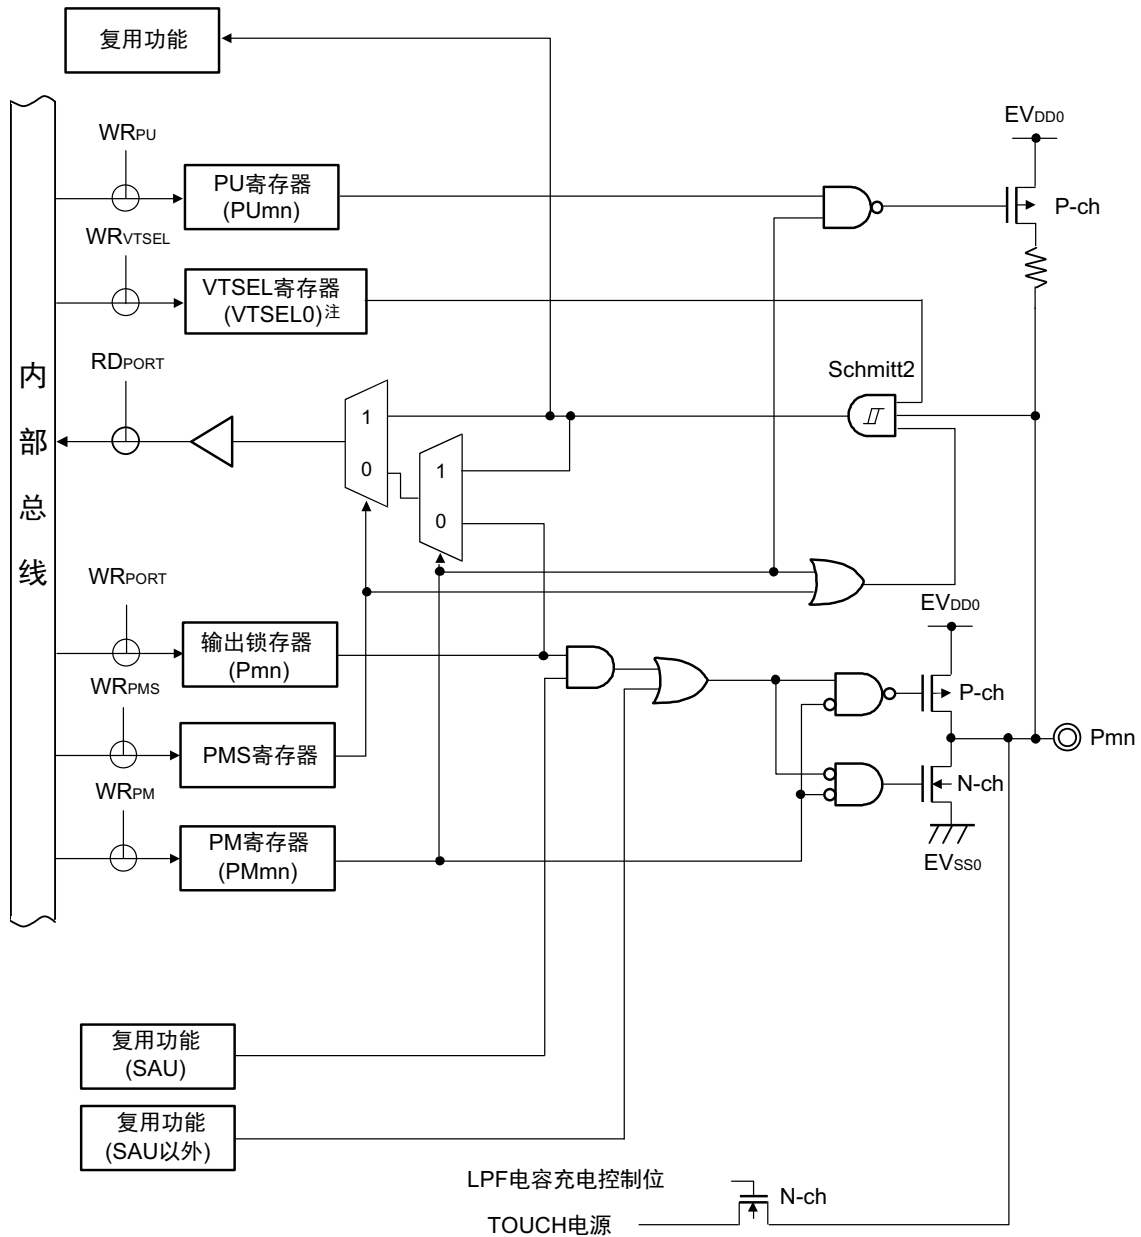 复用功能
WRPU
PU寄存器
(PUmn)
EVDD0
P-ch
WRVTSEL
VTSEL寄存器
(VTSEL0)注
内部总线
RDPORT
Schmitt2
1
0
1
0
WRPORT
输出锁存器
(Pmn)
EVDD0
P-ch
WRPMS
PMS寄存器
Pmn
N-ch
WRPM
PM寄存器
(PMmn)
EVSS0
复用功能
(SAU)
复用功能
(SAU以外)
LPF电容充电控制位
N-ch
TOUCH电源